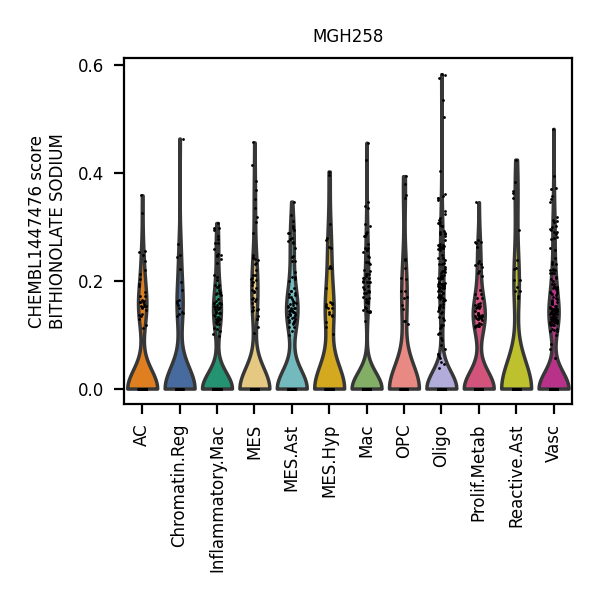 MGH258
CHEMBL1447476 score
BITHIONOLATE SODIUM
0.6
0.4
0.2
0.0
AC
Chromatin.Reg
Inflammatory.Mac
MES
MES.Ast
MES.Hyp
Mac
OPC
Oligo
Prolif.Metab
Reactive.Ast
Vasc